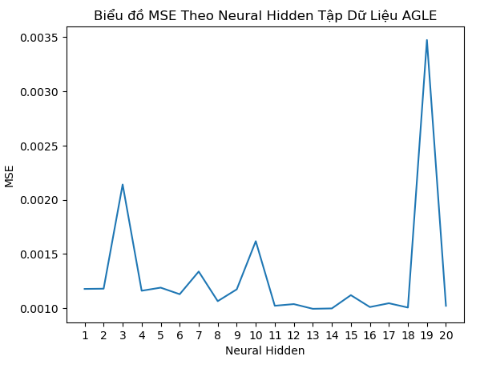 Biểu đồ MSE Theo Neural Hidden Tập Dữ Liệu AGLE
0.0035
0.0030
0.0025
0.0020
0.0015
0.0010
MSE
1 2 3 4 5 6 7 8 9 10 11 12 13 14 15 16 17 18 19 20
Neural Hidden